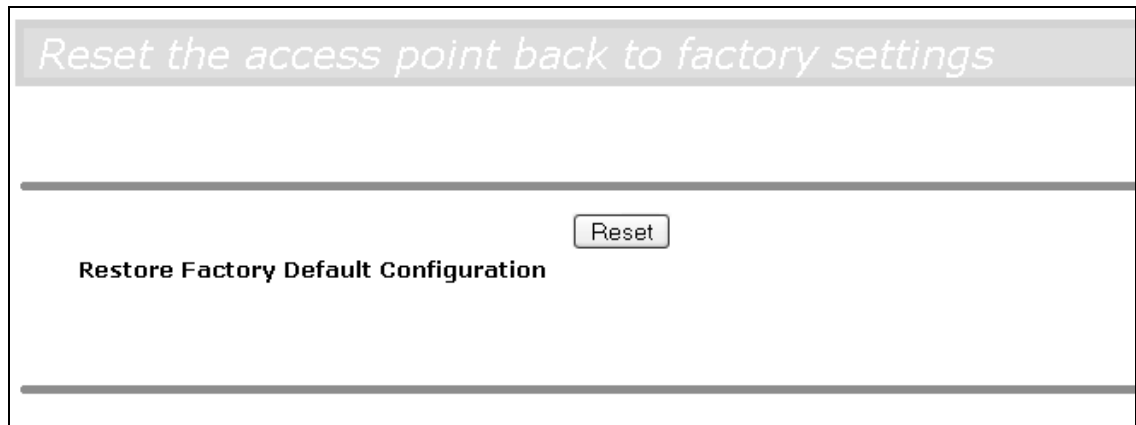 Reset the access point back to factory settings
Reset
Restore Factory Default Configuration